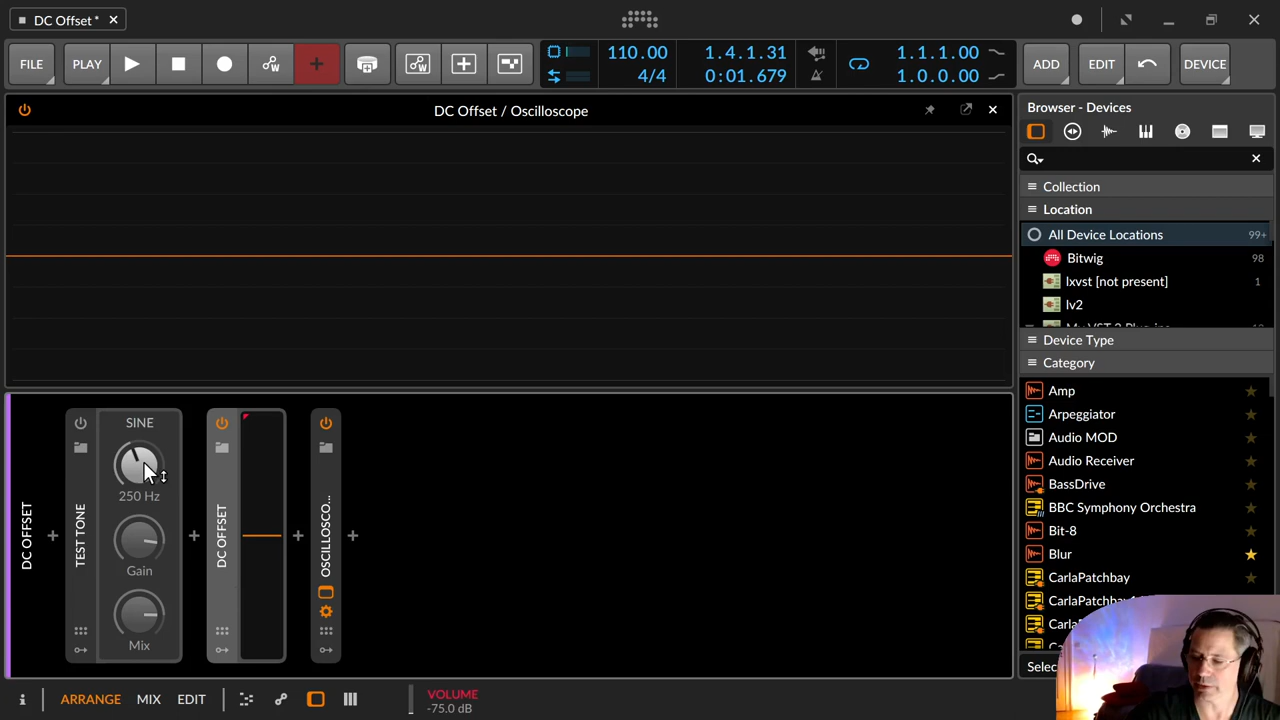 DC Offset *
FILE
PLAY
110.00
4/4
1.4.1.31
0:01.679
1.1.1.00
1.0.0.00
ADD
EDIT
DEVICE
DC Offset / Oscilloscope
Browser - Devices
Collection
Location
All Device Locations 99+
Bitwig 98
lxvst [not present] 1
lv2
Device Type
Category
Amp
Arpeggiator
Audio MOD
Audio Receiver
BassDrive
BBC Symphony Orchestra
Bit-8
Blur
CarlaPatchbay
DC OFFSET
TEST TONE
SINE
250 Hz
Gain
Mix
DC OFFSET
OSCILLOSCO...
i
ARRANGE
MIX
EDIT
VOLUME
-75.0 dB